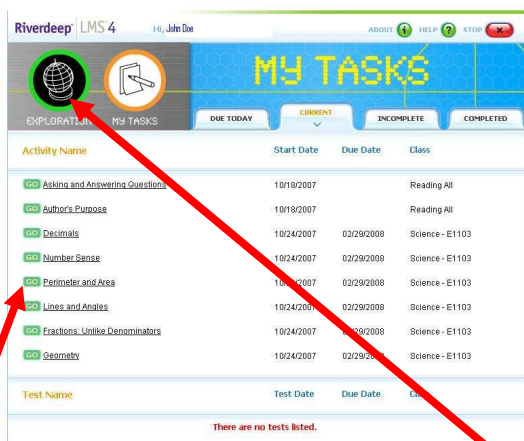 Riverdeep LMS 4 Hi, John Doe ABOUT i HELP ? STOP X
MY TASKS
EXPLORATION MY TASKS DUE TODAY CURRENT INCOMPLETE COMPLETED
Activity Name Start Date Due Date Class
GO Asking and Answering Questions 10/18/2007 Reading All
GO Author's Purpose 10/18/2007 Reading All
GO Decimals 10/24/2007 02/29/2008 Science - E1103
GO Number Sense 10/24/2007 02/29/2008 Science - E1103
GO Perimeter and Area 02/29/2008 Science - E1103
GO Lines and Angles 10/24/2007 02/29/2008 Science - E1103
GO Fractions: Unlike Denominators 10/24/2007 Science - E1103
GO Geometry 10/24/2007 Science - E1103
Test Name Test Date Due Date Class
There are no tests listed.